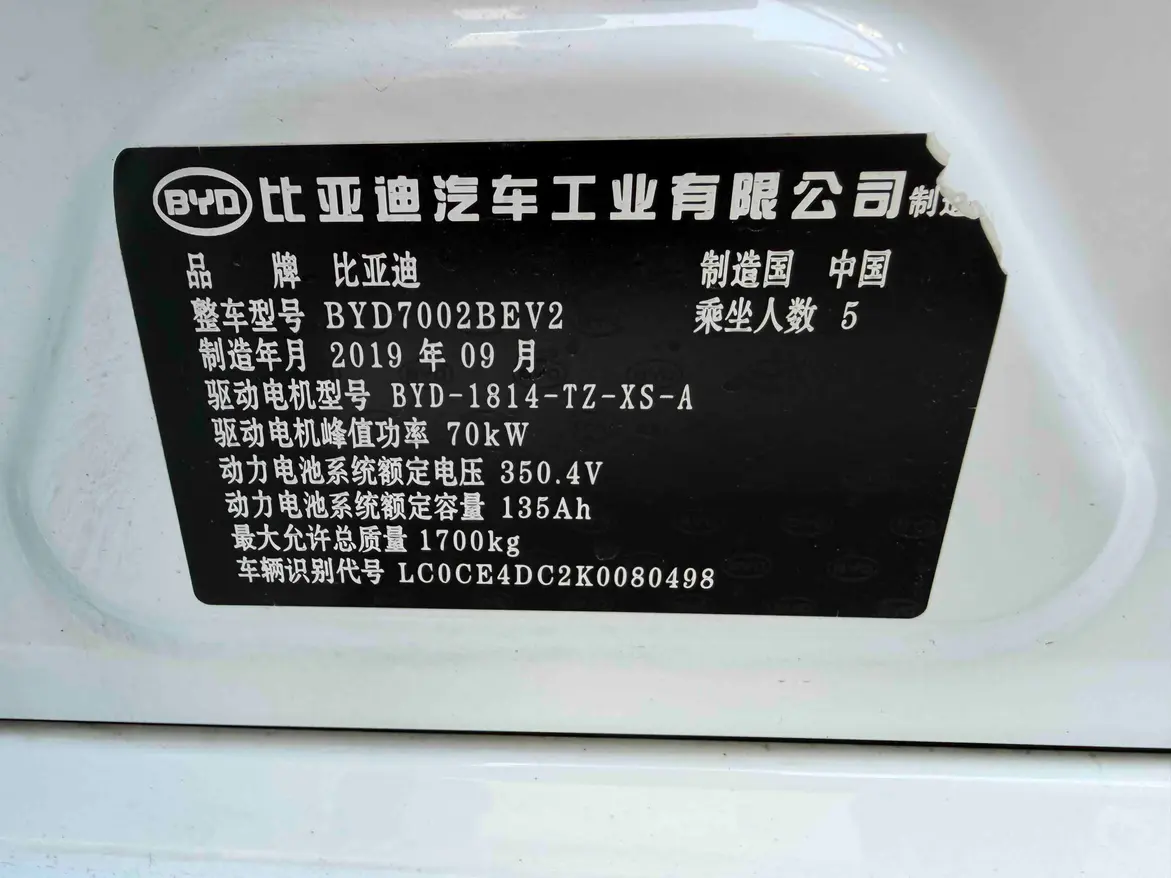 BYD 比亚迪汽车工业有限公司 制造
品 牌 比亚迪 制造国 中国
整车型号 BYD7002BEV2 乘坐人数 5
制造年月 2019 年 09 月
驱动电机型号 BYD-1814-TZ-XS-A
驱动电机峰值功率 70kW
动力电池系统额定电压 350.4V
动力电池系统额定容量 135Ah
最大允许总质量 1700kg
车辆识别代号 LC0CE4DC2K0080498